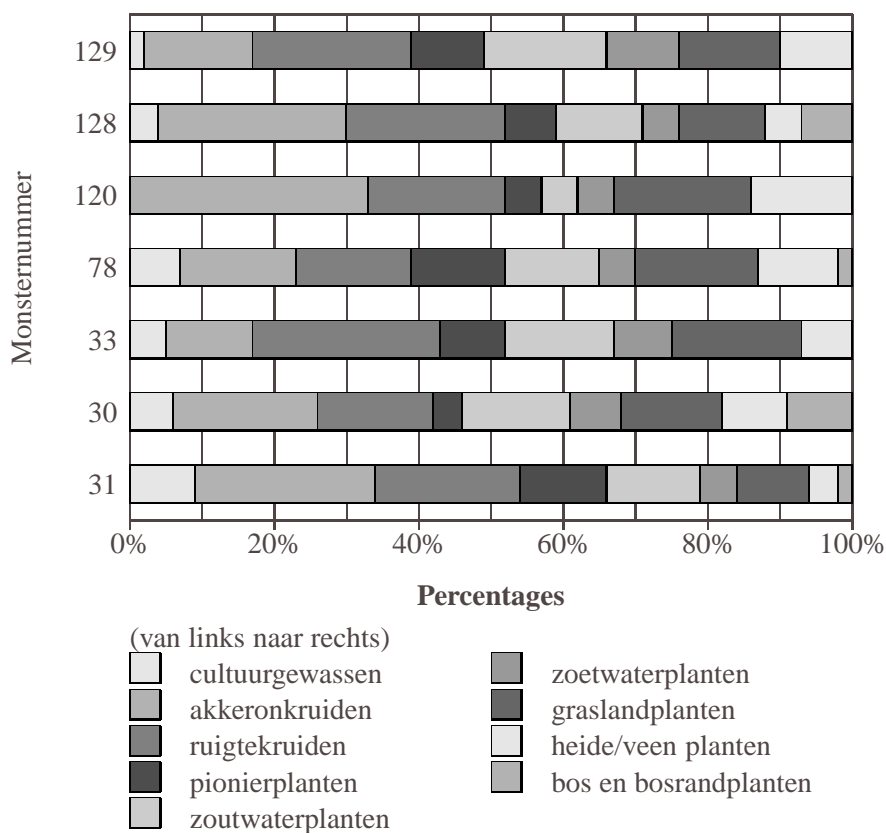 Monsternummer
129
128
120
78
33
30
31
0% 20% 40% 60% 80% 100%
Percentages
(van links naar rechts)
cultuurgewassen
akkeronkruiden
ruigtekruiden
pionierplanten
zoutwaterplanten
zoetwaterplanten
graslandplanten
heide/veen planten
bos en bosrandplanten